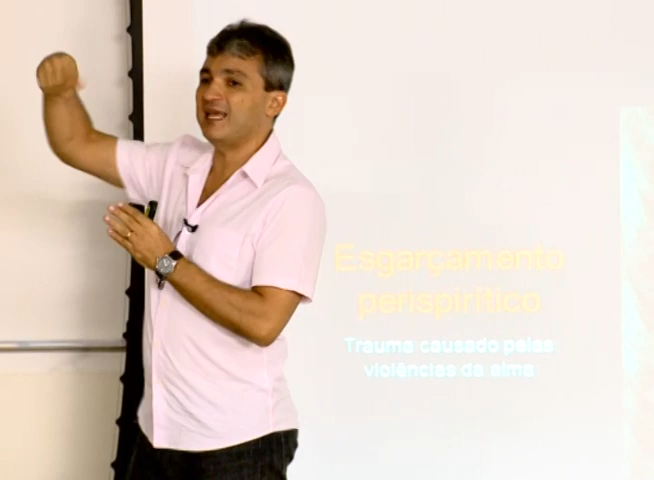 Esgarçamento
perispirítico
Trauma causado pelas
violências da alma